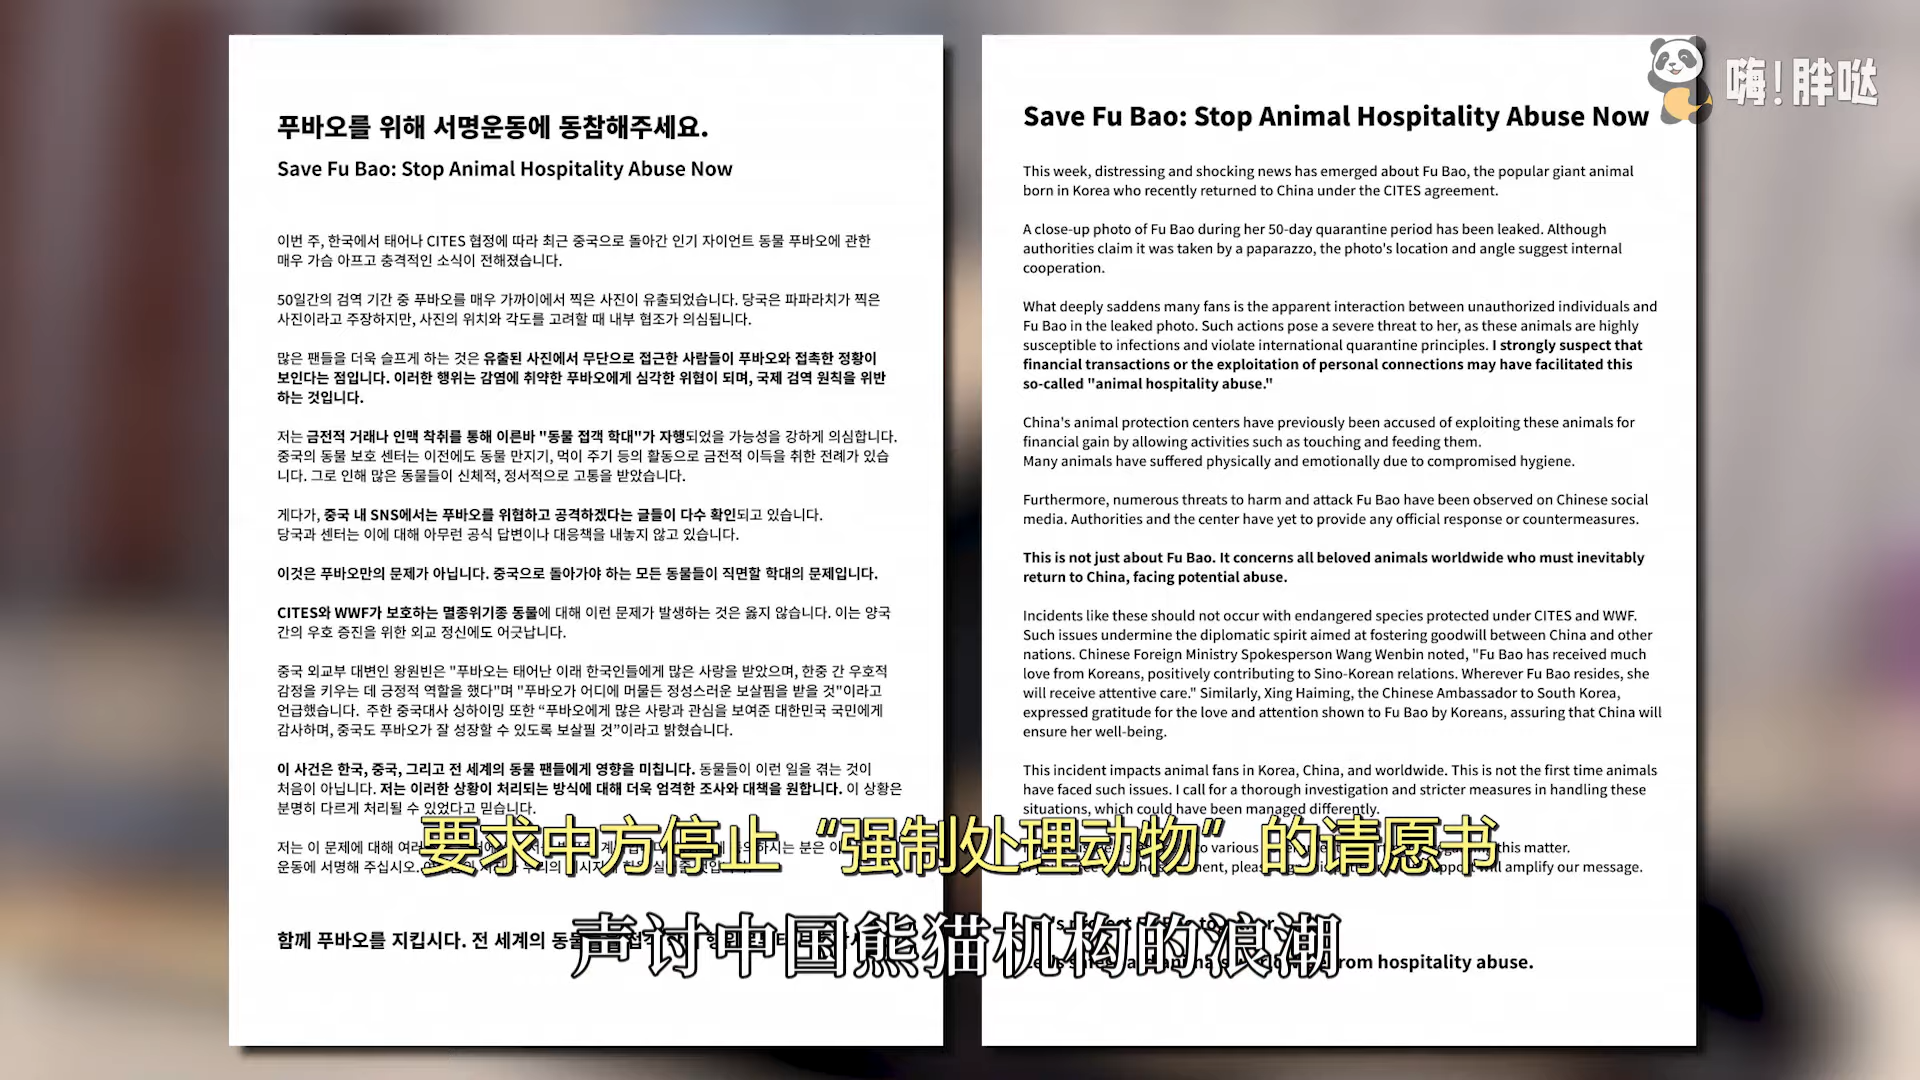 푸바오를 위해 서명운동에 동참해주세요.
Save Fu Bao: Stop Animal Hospitality Abuse Now
이번 주, 한국에서 태어나 CITES 협정에 따라 최근 중국으로 돌아간 인기 자이언트 동물 푸바오에 관한
매우 가슴 아프고 충격적인 소식이 전해졌습니다.
50일간의 검역 기간 중 푸바오를 매우 가까이에서 찍은 사진이 유출되었습니다. 당국은 파파라치가 찍은
사진이라고 주장하지만, 사진의 위치와 각도를 고려할 때 내부 협조가 의심됩니다.
많은 팬들을 더욱 슬프게 하는 것은 유출된 사진에서 무단으로 접근한 사람들이 푸바오와 접촉한 정황이
보인다는 점입니다. 이러한 행위는 감염에 취약한 푸바오에게 심각한 위협이 되며, 국제 검역 원칙을 위반
하는 것입니다.
저는 금전적 거래나 인맥 착취를 통해 이른바 "동물 접객 학대"가 자행되었을 가능성을 강하게 의심합니다.
중국의 동물 보호 센터는 이전에도 동물 만지기, 먹이 주기 등의 활동으로 금전적 이득을 취한 전례가 있습
니다. 그로 인해 많은 동물들이 신체적, 정서적으로 고통을 받았습니다.
게다가, 중국 내 SNS에서는 푸바오를 위협하고 공격하겠다는 글들이 다수 확인되고 있습니다.
당국과 센터는 이에 대해 아무런 공식 답변이나 대응책을 내놓지 않고 있습니다.
이것은 푸바오만의 문제가 아닙니다. 중국으로 돌아가야 하는 모든 동물들이 직면할 학대의 문제입니다.
CITES와 WWF가 보호하는 멸종위기종 동물에 대해 이런 문제가 발생하는 것은 옳지 않습니다. 이는 양국
간의 우호 증진을 위한 외교 정신에도 어긋납니다.
중국 외교부 대변인 왕원빈은 "푸바오는 태어난 이래 한국인들에게 많은 사랑을 받았으며, 한중 간 우호적
감정을 키우는 데 긍정적 역할을 했다"며 "푸바오가 어디에 머물든 정성스러운 보살핌을 받을 것"이라고
언급했습니다. 주한 중국대사 싱하이밍 또한 “푸바오에게 많은 사랑과 관심을 보여준 대한민국 국민에게
감사하며, 중국도 푸바오가 잘 성장할 수 있도록 보살필 것”이라고 밝혔습니다.
이 사건은 한국, 중국, 그리고 전 세계의 동물 팬들에게 영향을 미칩니다. 동물들이 이런 일을 겪는 것이
처음이 아닙니다. 저는 이러한 상황이 처리되는 방식에 대해 더욱 엄격한 조사와 대책을 원합니다. 이 상황은
분명히 다르게 처리될 수 있었다고 믿습니다.
저는 이 문제에 대해 여러
운동에 서명해 주십시오.
함께 푸바오를 지킵시다. 전 세계의
Save Fu Bao: Stop Animal Hospitality Abuse Now
This week, distressing and shocking news has emerged about Fu Bao, the popular giant animal
born in Korea who recently returned to China under the CITES agreement.
A close-up photo of Fu Bao during her 50-day quarantine period has been leaked. Although
authorities claim it was taken by a paparazzo, the photo's location and angle suggest internal
cooperation.
What deeply saddens many fans is the apparent interaction between unauthorized individuals and
Fu Bao in the leaked photo. Such actions pose a severe threat to her, as these animals are highly
susceptible to infections and violate international quarantine principles. I strongly suspect that
financial transactions or the exploitation of personal connections may have facilitated this
so-called "animal hospitality abuse."
China's animal protection centers have previously been accused of exploiting these animals for
financial gain by allowing activities such as touching and feeding them.
Many animals have suffered physically and emotionally due to compromised hygiene.
Furthermore, numerous threats to harm and attack Fu Bao have been observed on Chinese social
media. Authorities and the center have yet to provide any official response or countermeasures.
This is not just about Fu Bao. It concerns all beloved animals worldwide who must inevitably
return to China, facing potential abuse.
Incidents like these should not occur with endangered species protected under CITES and WWF.
Such issues undermine the diplomatic spirit aimed at fostering goodwill between China and other
nations. Chinese Foreign Ministry Spokesperson Wang Wenbin noted, "Fu Bao has received much
love from Koreans, positively contributing to Sino-Korean relations. Wherever Fu Bao resides, she
will receive attentive care." Similarly, Xing Haiming, the Chinese Ambassador to South Korea,
expressed gratitude for the love and attention shown to Fu Bao by Koreans, assuring that China will
ensure her well-being.
This incident impacts animal fans in Korea, China, and worldwide. This is not the first time animals
have faced such issues. I call for a thorough investigation and stricter measures in handling these
situations, which could have been managed differently.
to various this matter.
will amplify our message.
from hospitality abuse.
嗨!胖哒
要求中方停止“强制处理动物”的请愿书
声讨中国熊猫机构的浪潮